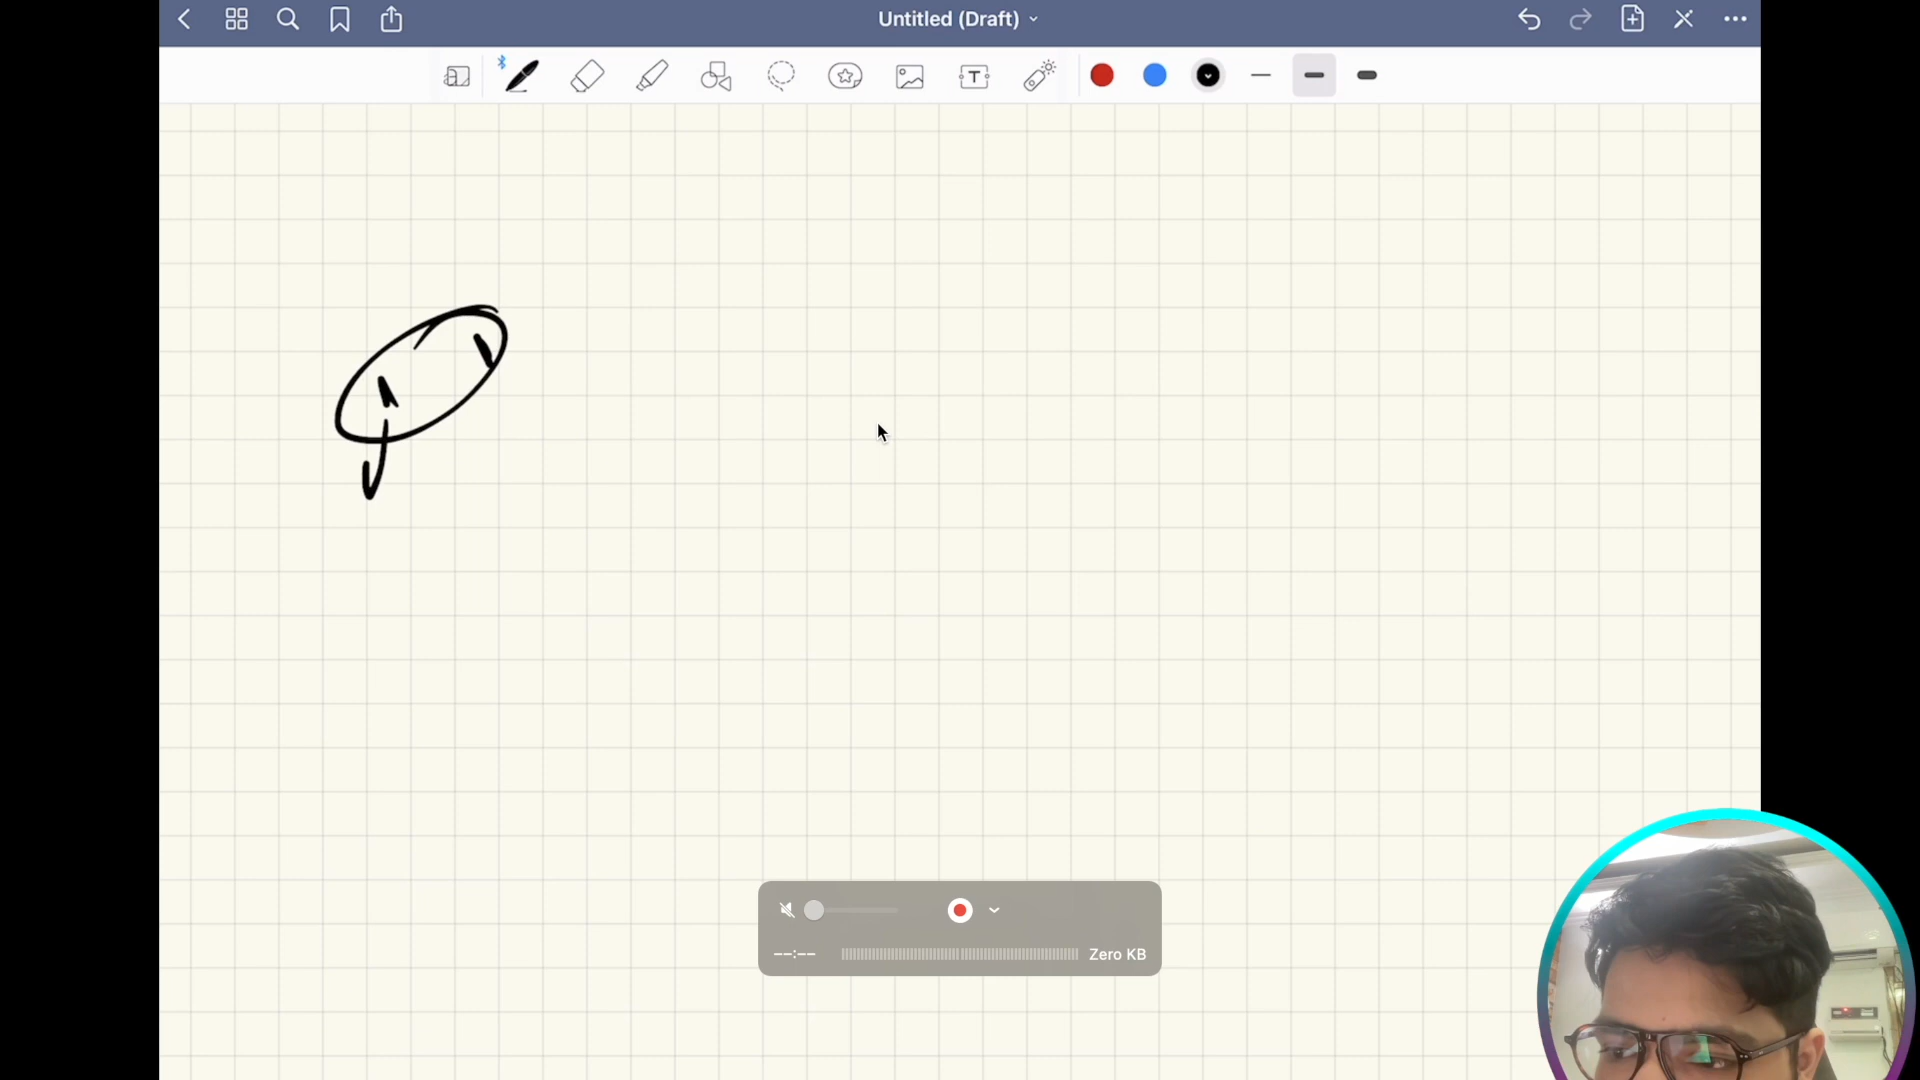 Untitled (Draft)
T
--:--
Zero KB